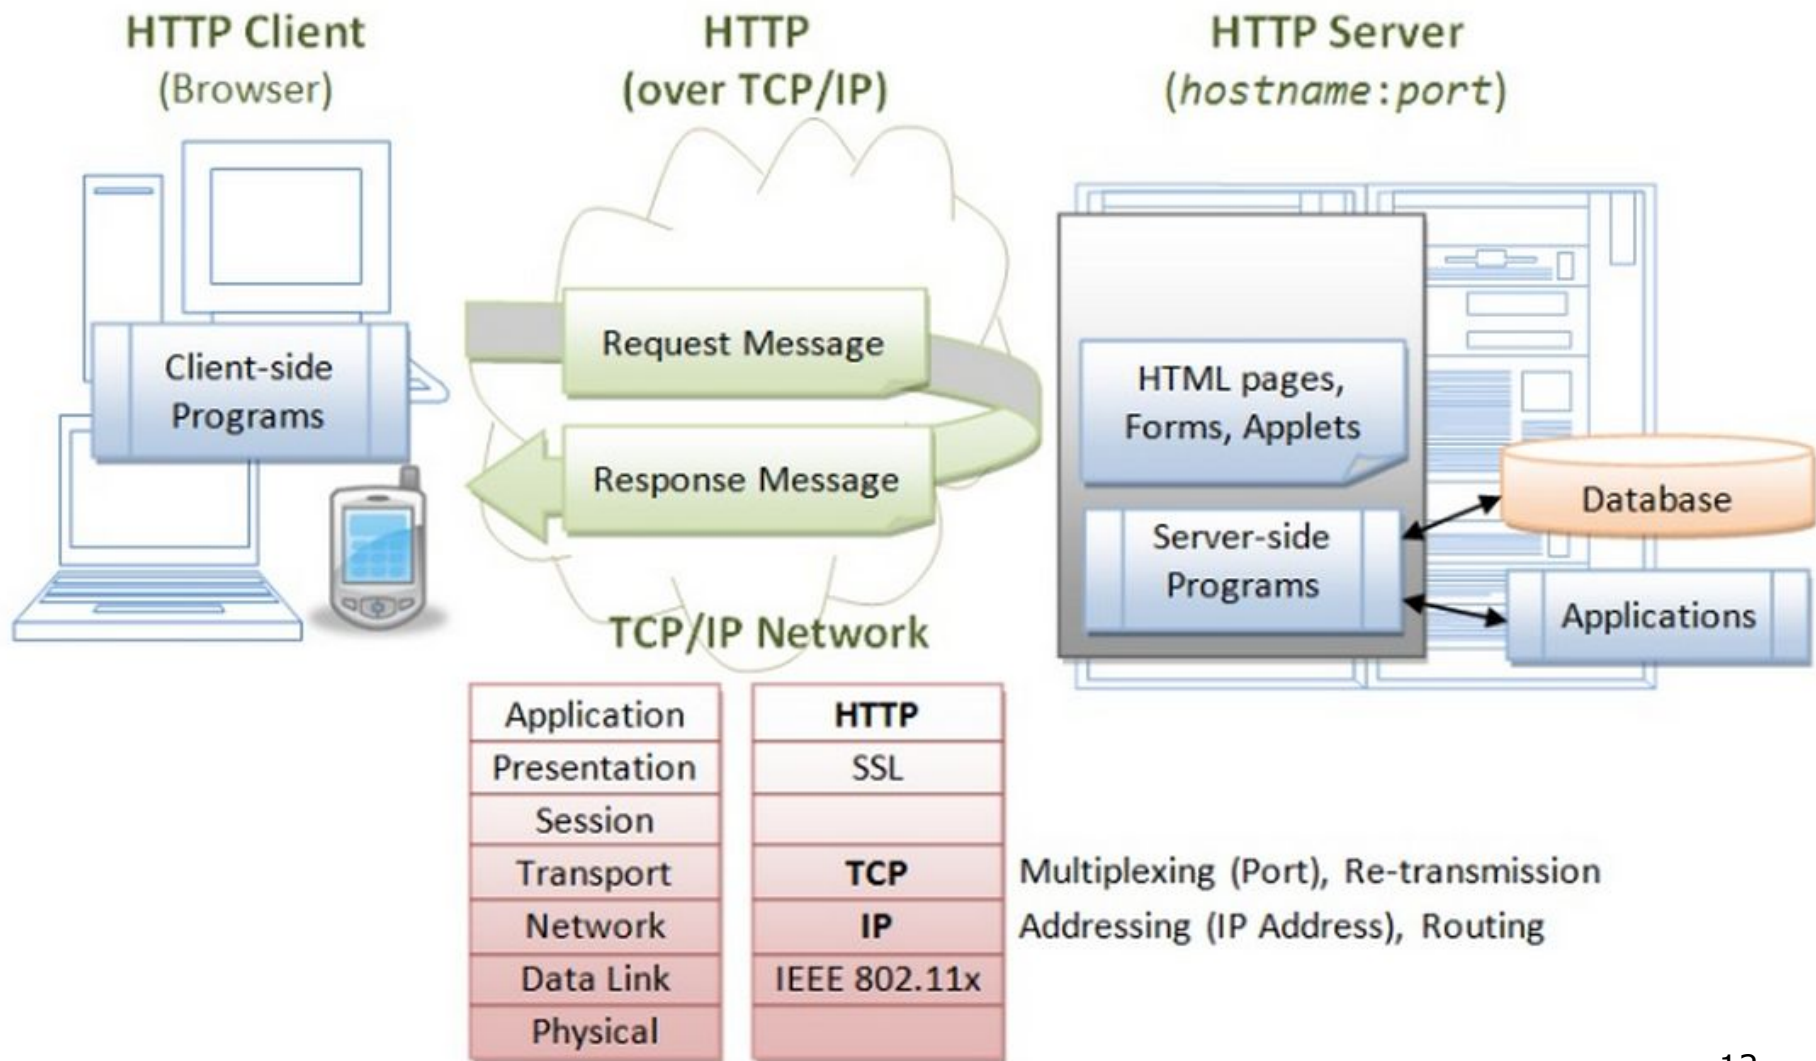 HTTP Client
(Browser)
HTTP
(over TCP/IP)
HTTP Server
(hostname:port)
Client-side
Programs
Request Message
Response Message
HTML pages,
Forms, Applets
Server-side
Programs
Database
Applications
TCP/IP Network
Application
HTTP
Presentation
SSL
Session
Transport
TCP
Multiplexing (Port), Re-transmission
Network
IP
Addressing (IP Address), Routing
Data Link
IEEE 802.11x
Physical